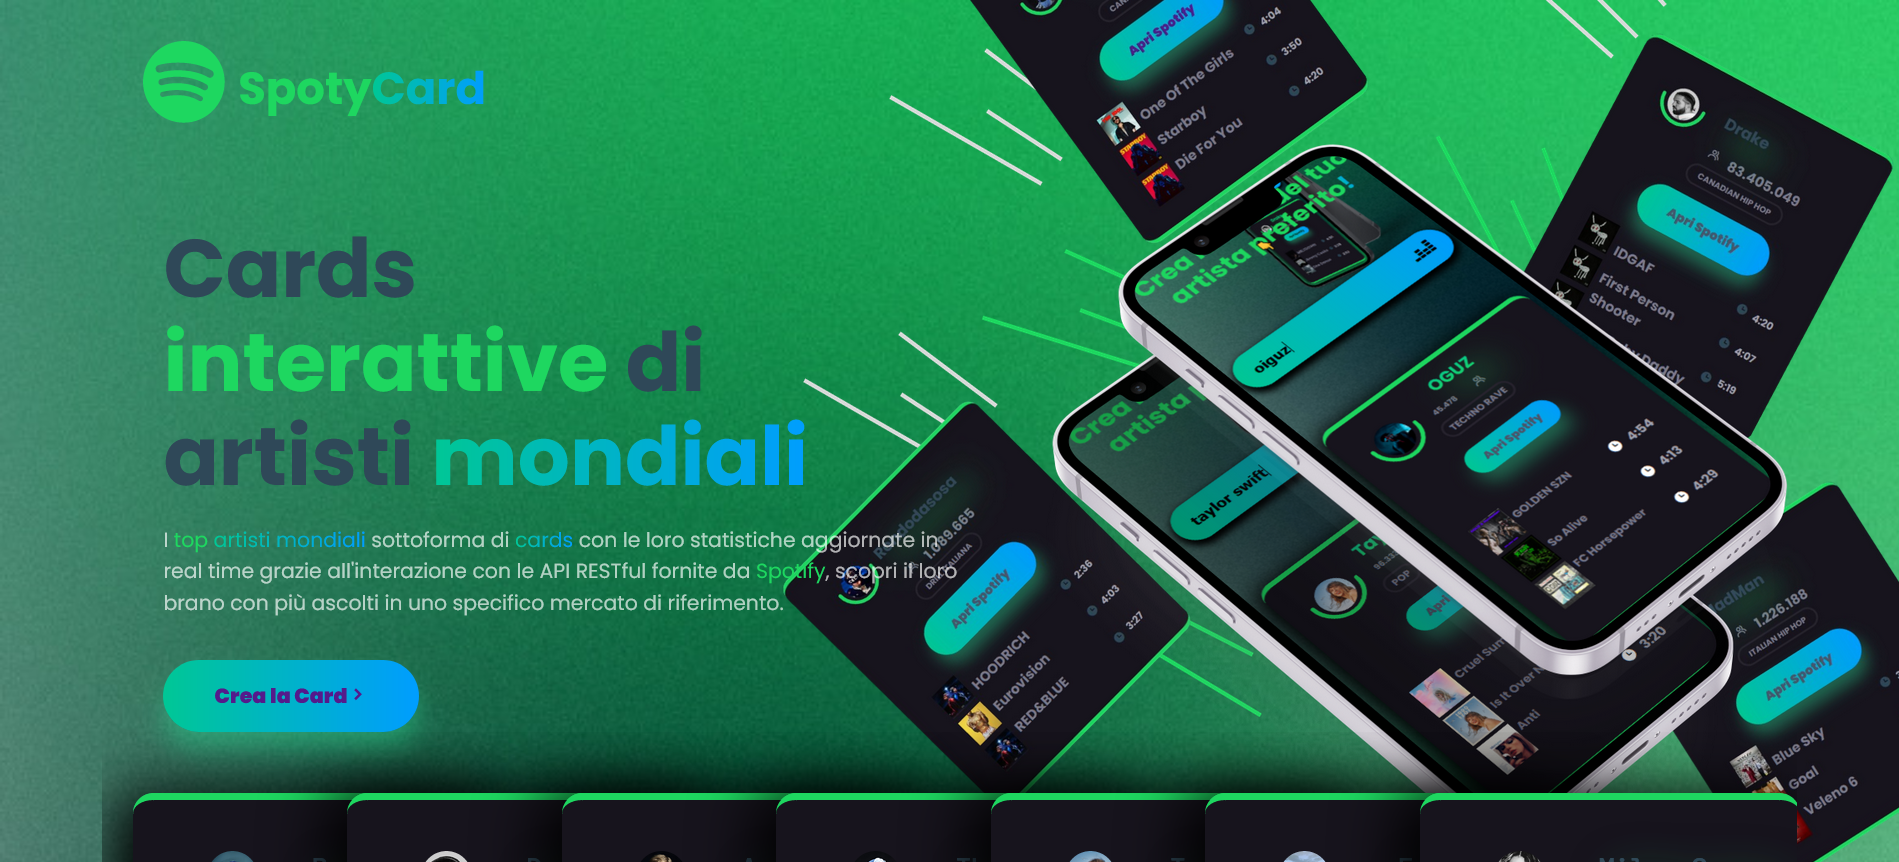 SpotyCard
Cards
interattive di
artisti mondiali
I top artisti mondiali sottoforma di cards con le loro statistiche aggiornate in
real time grazie all'interazione con le API RESTful fornite da Spotify, scopri il loro
brano con più ascolti in uno specifico mercato di riferimento.
Crea la Card
Apri Spotify
One Of The Girls
4:04
Starboy
3:50
Die For You
4:20
Drake
83.405.049
CANADIAN HIP HOP
Apri Spotify
IDGAF
4:20
First Person
Shooter
4:07
Daddy
5:19
Crea
artista preferito!
oiguz
OGUZ
45.478
TECHNO RAVE
Apri Spotify
GOLDEN SZN
4:54
So Alive
4:13
FC Horsepower
4:29
Crea
artista
taylor swift
POP
Cruel Sum
Is It Over N
Anti
3:20
1.089.665
Apri Spotify
HOODRICH
2:36
Eurovision
4:03
RED&BLUE
3:27
adMan
1.226.188
ITALIAN HIP HOP
Apri Spotify
Blue Sky
Goal
Veleno 6